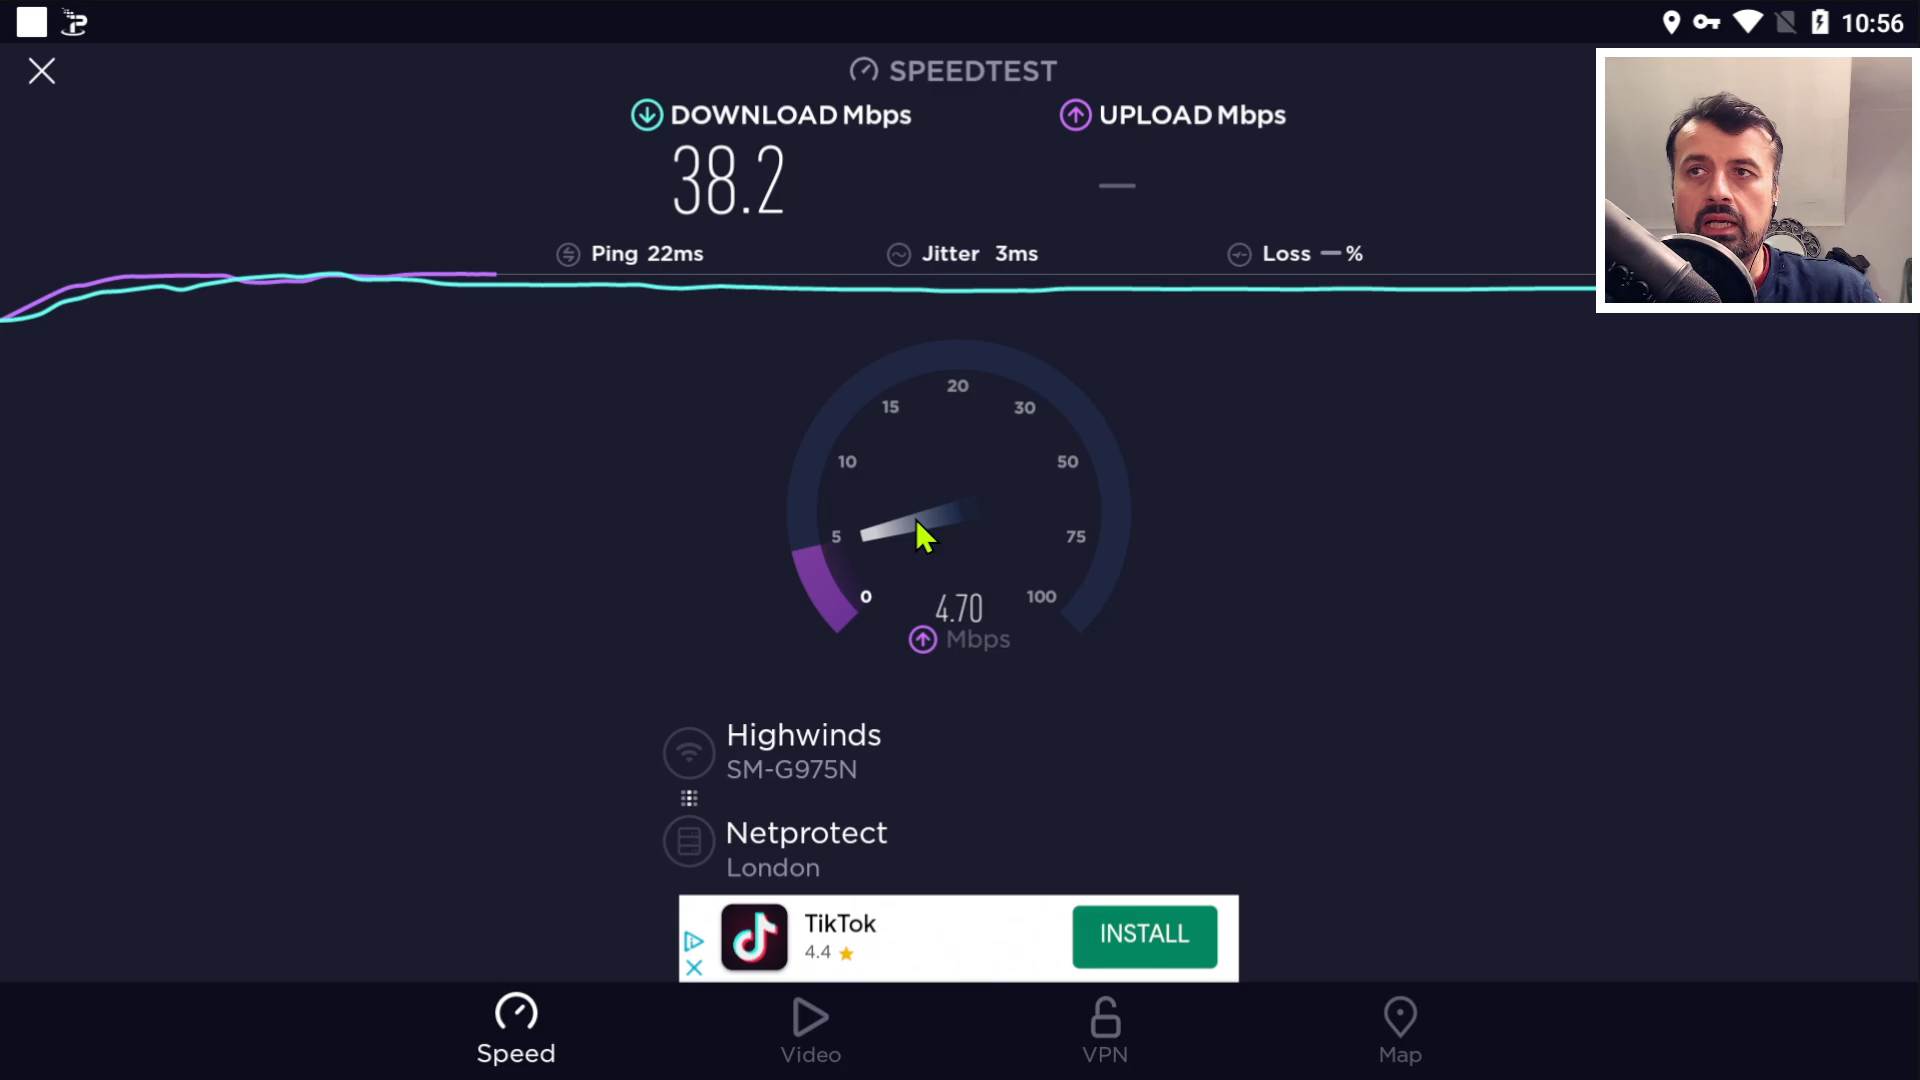 10:56
SPEEDTEST
DOWNLOAD Mbps
UPLOAD Mbps
38.2
—
Ping 22ms
Jitter 3ms
Loss — %
20
15
30
10
50
5
75
0
100
4.70
Mbps
Highwinds
SM-G975N
Netprotect
London
TikTok
4.4
INSTALL
Speed
Video
VPN
Map